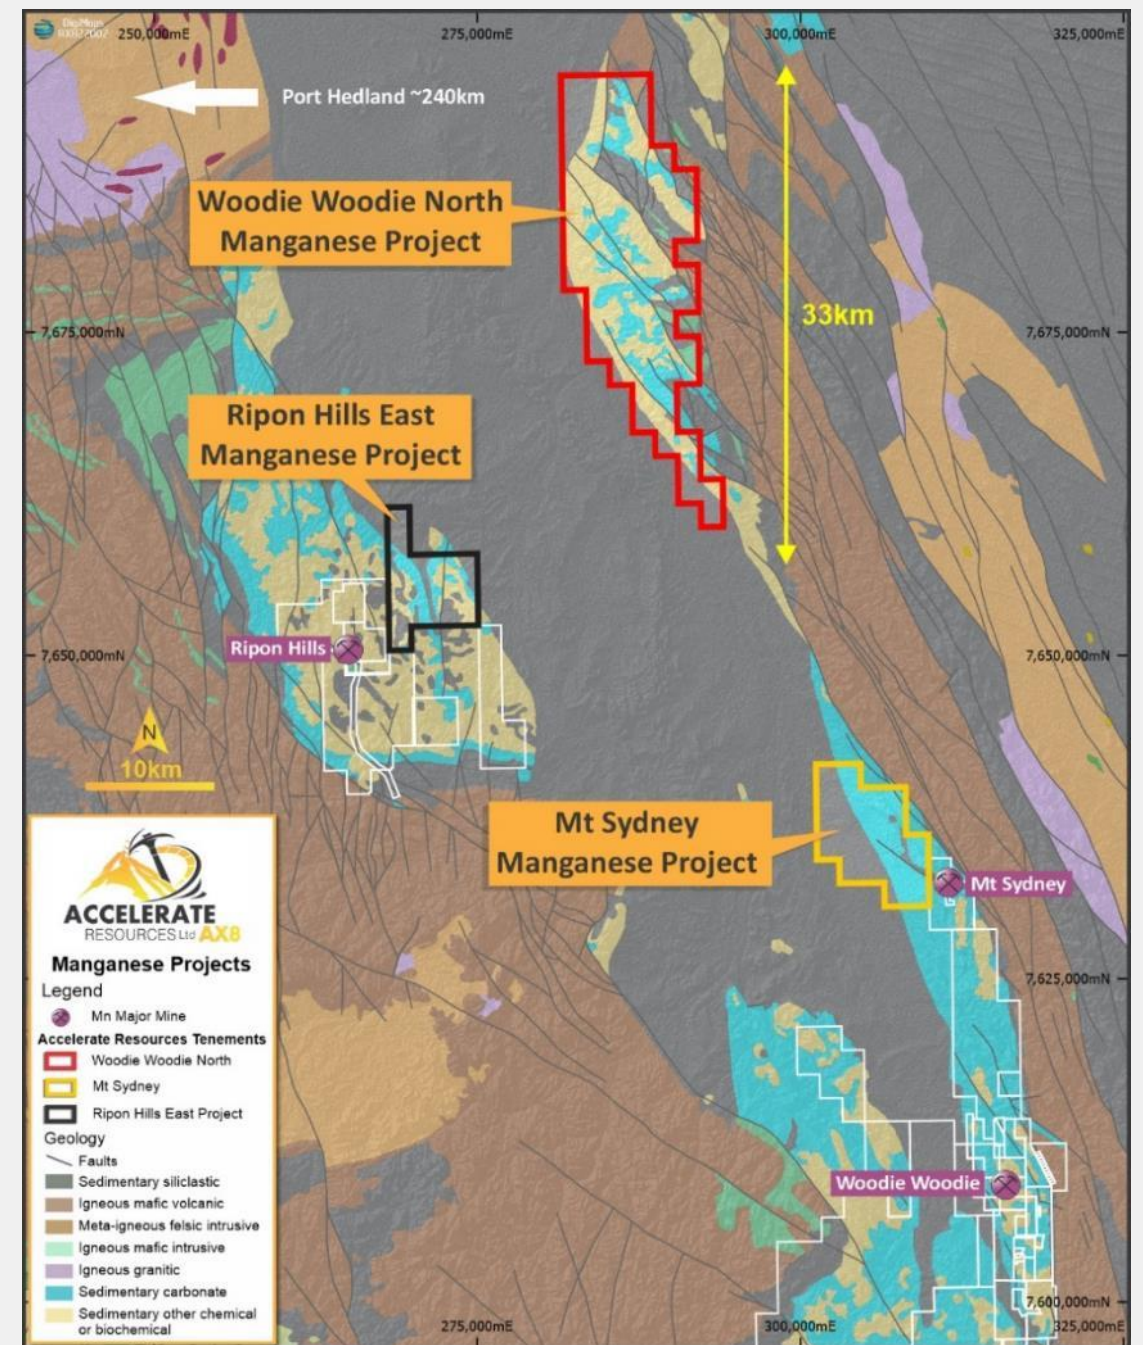 DigiMaps
250,000mE
275,000mE
300,000mE
325,000mE
Port Hedland ~240km
Woodie Woodie North
Manganese Project
33km
7,675,000mN
7,675,000mN
Ripon Hills East
Manganese Project
Ripon Hills
7,650,000mN
7,650,000mN
N
10km
Mt Sydney
Manganese Project
Mt Sydney
ACCELERATE
RESOURCES Ltd AX8
Manganese Projects
Legend
Mn Major Mine
Accelerate Resources Tenements
Woodie Woodie North
Mt Sydney
Ripon Hills East Project
Geology
Faults
Sedimentary siliclastic
Igneous mafic volcanic
Meta-igneous felsic intrusive
Igneous mafic intrusive
Igneous granitic
Sedimentary carbonate
Sedimentary other chemical
or biochemical
7,625,000mN
Woodie Woodie
7,600,000mN
275,000mE
300,000mE
325,000mE